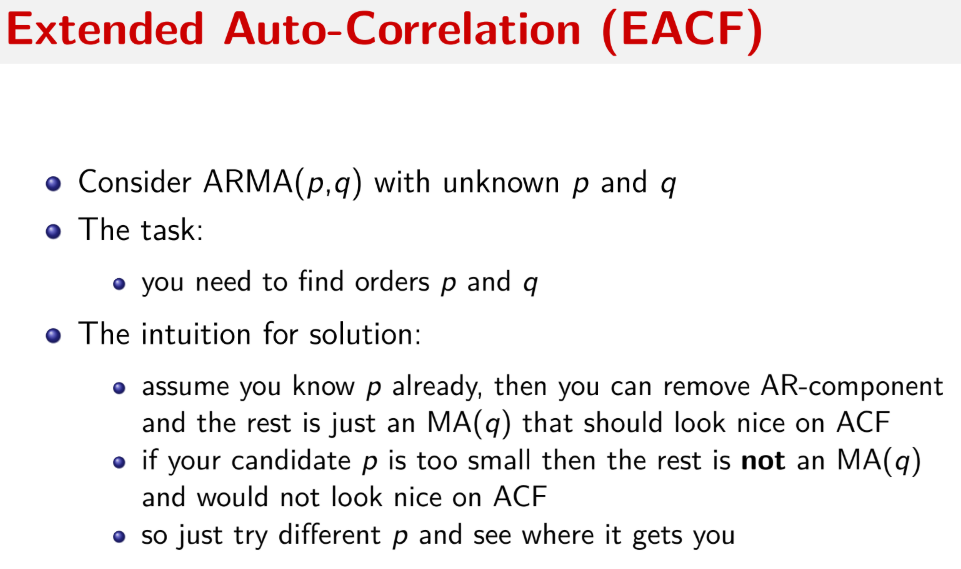 Extended Auto-Correlation (EACF)
Consider ARMA(p,q) with unknown p and q
The task:
you need to find orders p and q
The intuition for solution:
assume you know p already, then you can remove AR-component
and the rest is just an MA(q) that should look nice on ACF
if your candidate p is too small then the rest is not an MA(q)
and would not look nice on ACF
so just try different p and see where it gets you